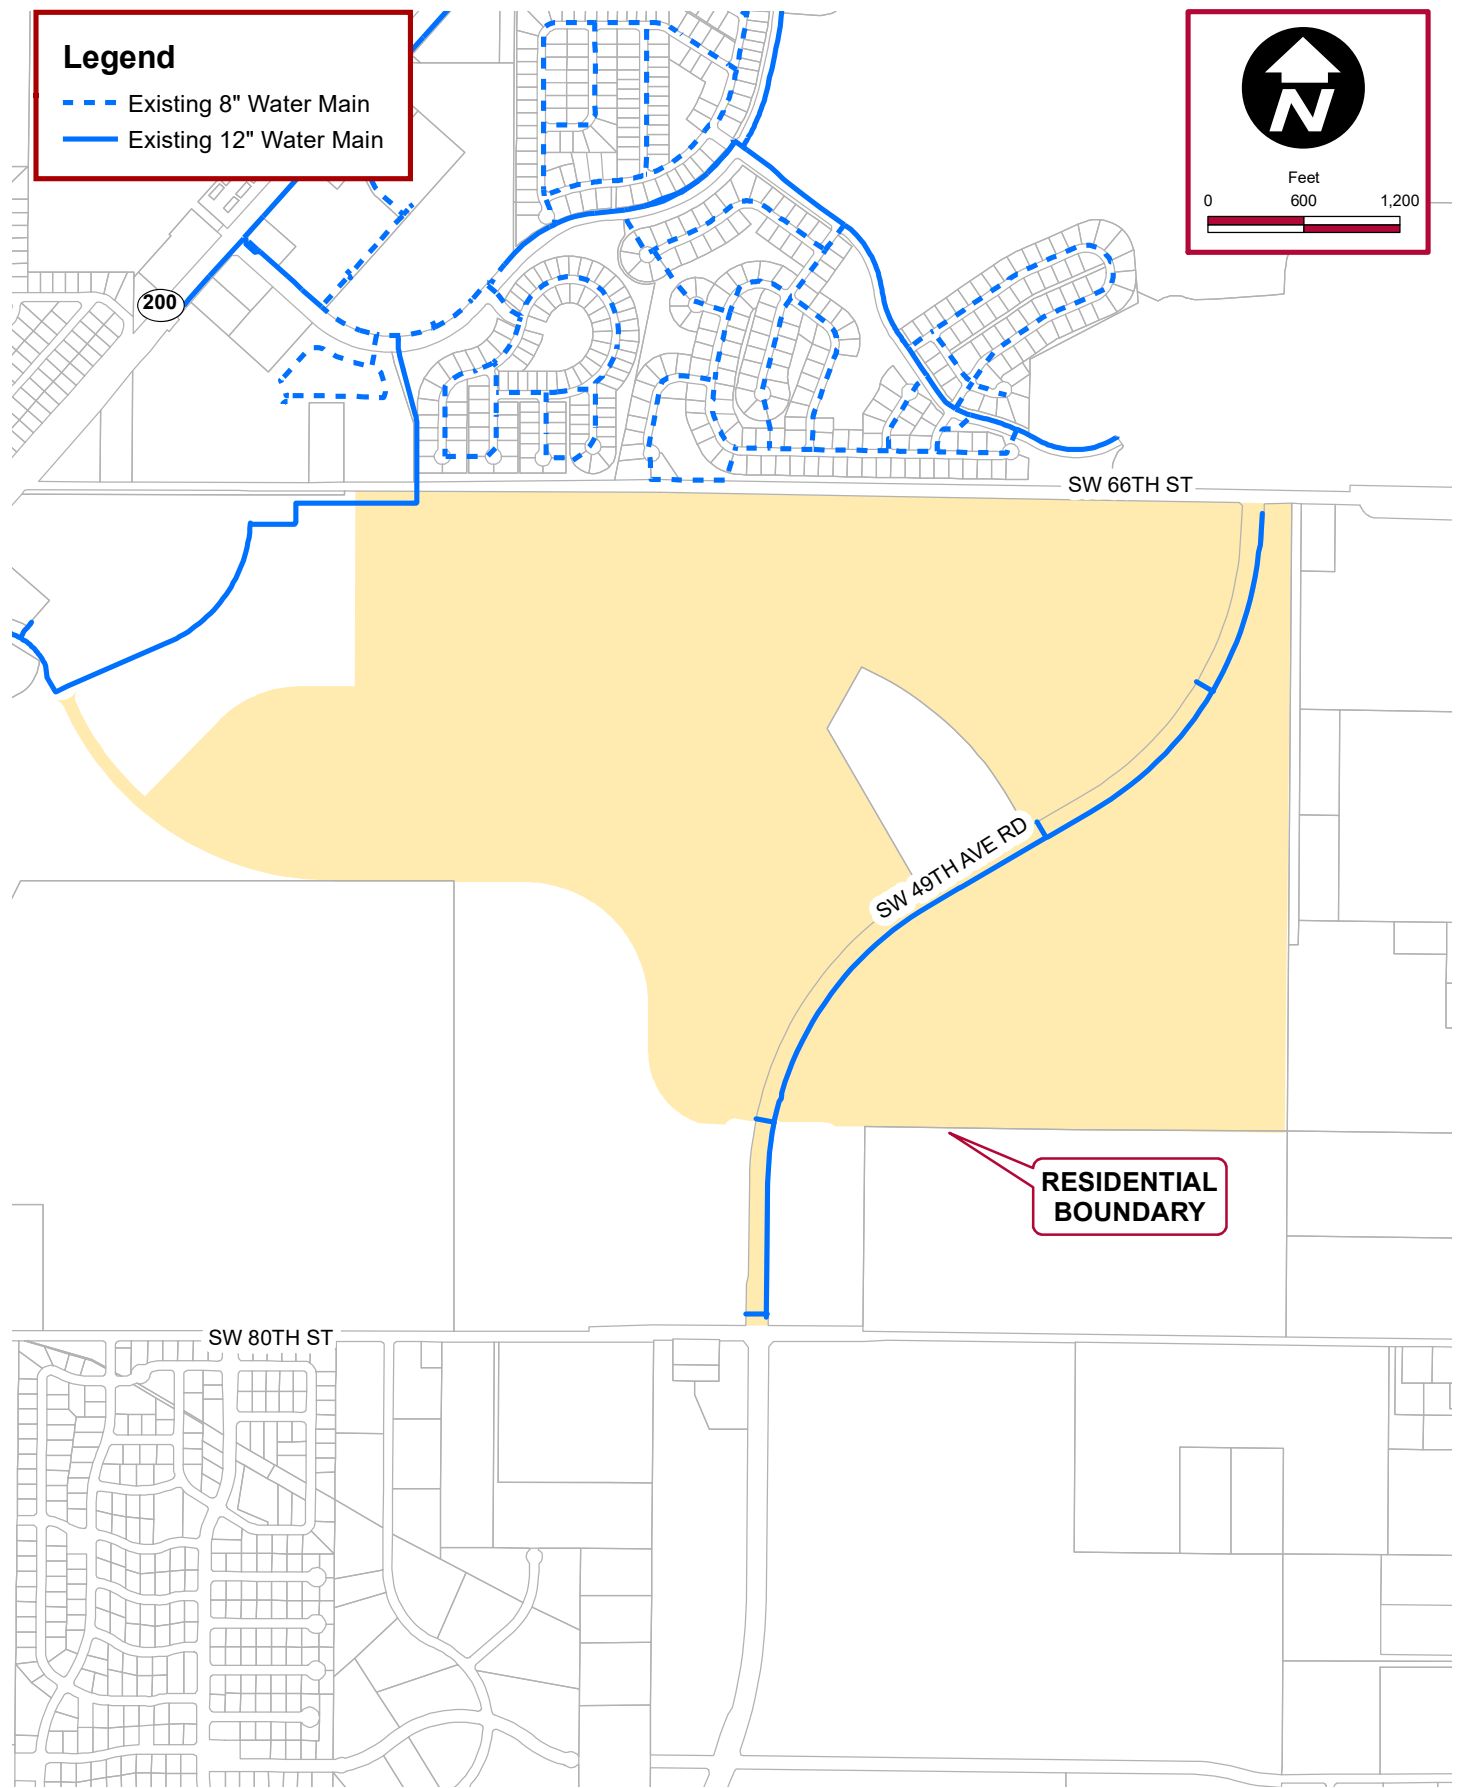 Legend
Existing 8" Water Main
Existing 12" Water Main
N
Feet
0 600 1,200
200
SW 66TH ST
SW 49TH AVE RD
RESIDENTIAL
BOUNDARY
SW 80TH ST